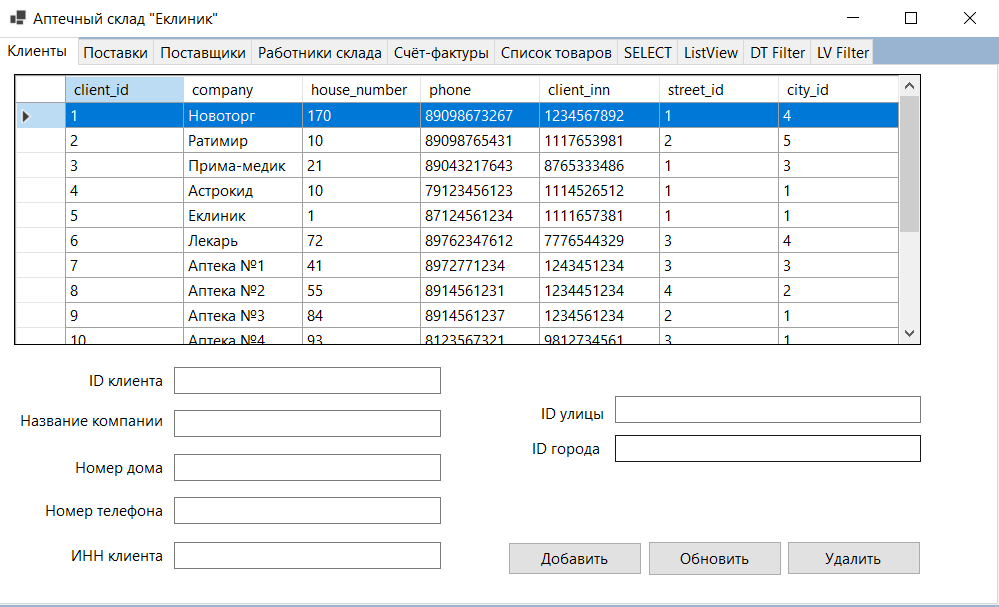 Аптечный склад "Еклиник"
Клиенты Поставки Поставщики Работники склада Счёт-фактуры Список товаров SELECT ListView DT Filter LV Filter
client_id company house_number phone client_inn street_id city_id
1 Новоторг 170 89098673267 1234567892 1 4
2 Ратимир 10 89098765431 1117653981 2 5
3 Прима-медик 21 89043217643 8765333486 1 3
4 Астрокид 10 79123456123 1114526512 1 1
5 Еклиник 1 87124561234 1111657381 1 1
6 Лекарь 72 89762347612 7776544329 3 4
7 Аптека №1 41 8972771234 1243451234 3 3
8 Аптека №2 55 8914561231 1234451234 4 2
9 Аптека №3 84 8914561237 1234561234 2 1
10 Аптека №4 93 8123567321 9812734561 3 1
ID клиента
Название компании
Номер дома
Номер телефона
ИНН клиента
ID улицы
ID города
Добавить Обновить Удалить